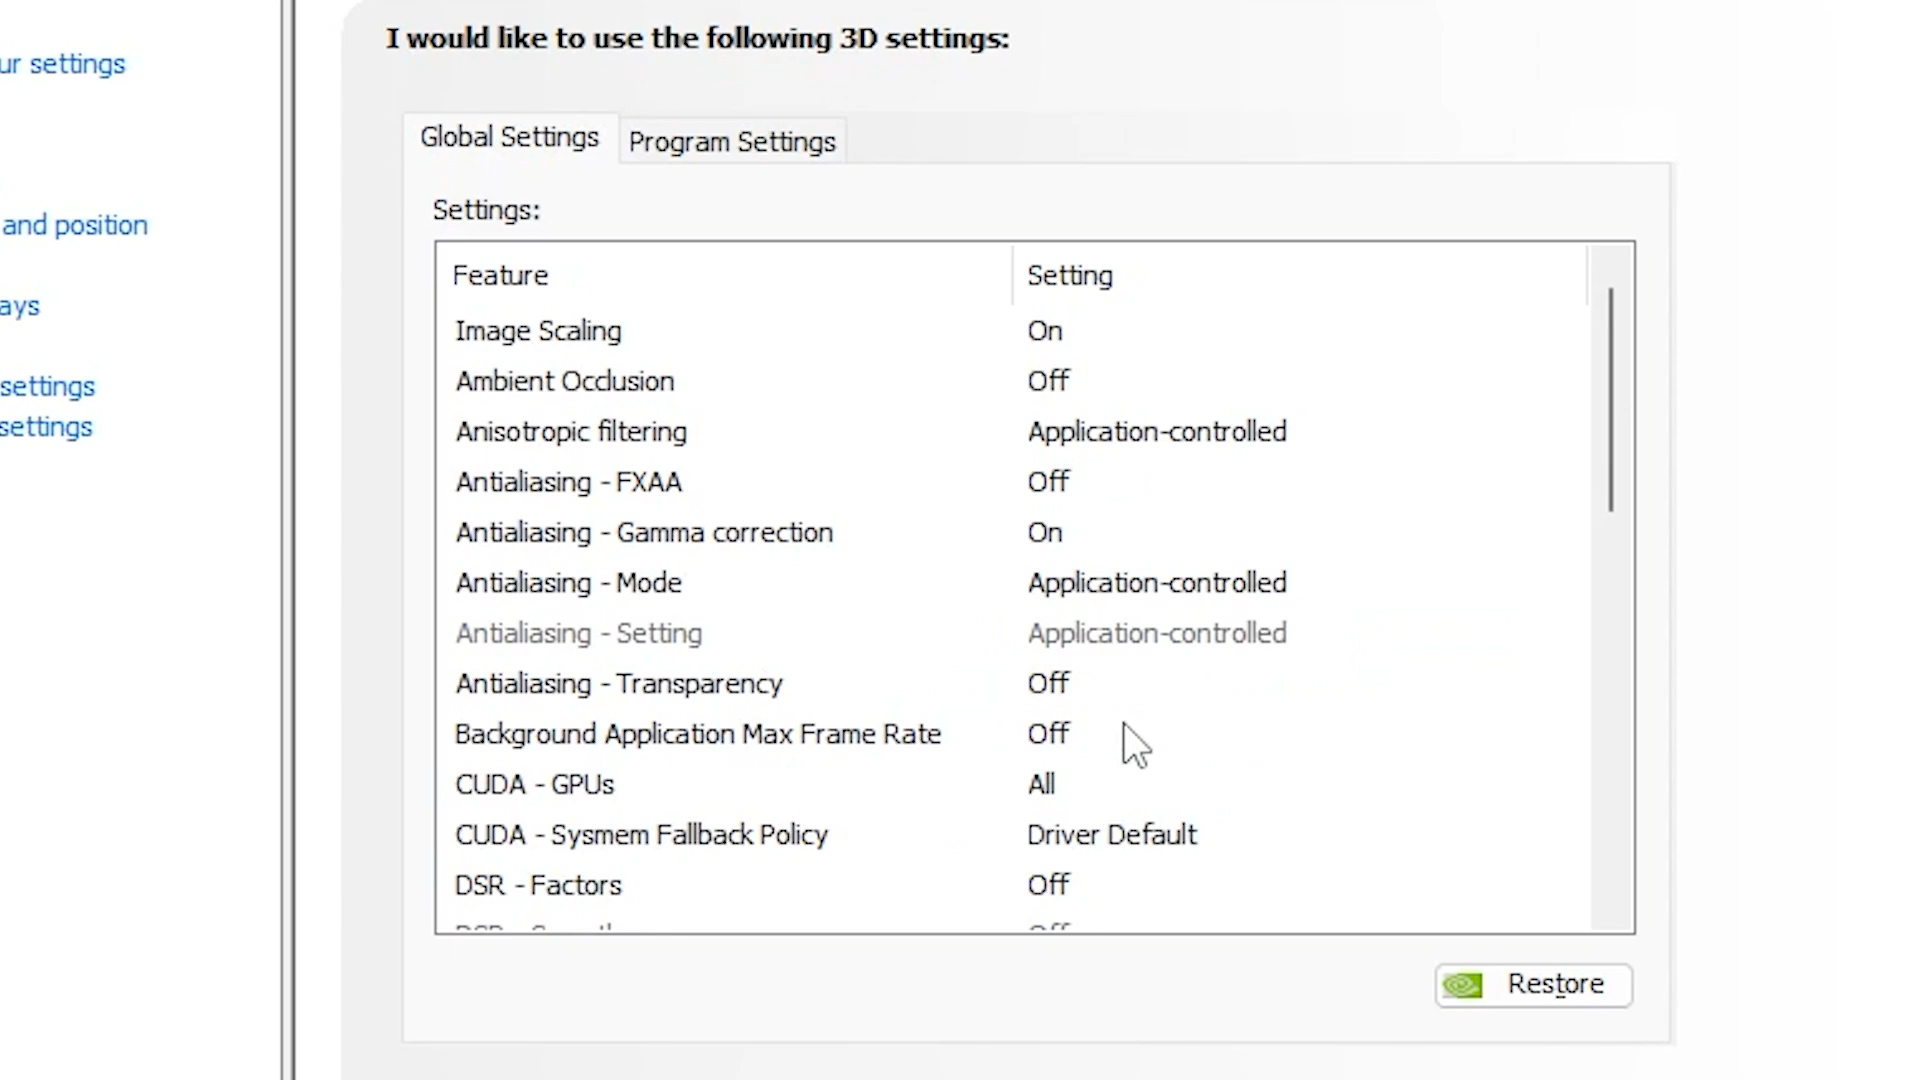 ur settings
and position
ays
settings
settings
I would like to use the following 3D settings:
Global Settings
Program Settings
Settings:
Feature Setting
Image Scaling On
Ambient Occlusion Off
Anisotropic filtering Application-controlled
Antialiasing - FXAA Off
Antialiasing - Gamma correction On
Antialiasing - Mode Application-controlled
Antialiasing - Setting Application-controlled
Antialiasing - Transparency Off
Background Application Max Frame Rate Off
CUDA - GPUs All
CUDA - Sysmem Fallback Policy Driver Default
DSR - Factors Off
Restore